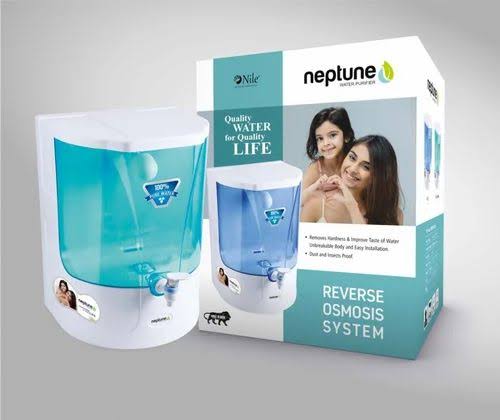 Nile
neptune
WATER PURIFIER
Quality
WATER
for Quality
LIFE
100%
PURE WATER
• Removes Hardness & Improve Taste of Water
Unbreakable Body and Easy Installation.
• Dust and Insects Proof
REVERSE
OSMOSIS
SYSTEM
neptune